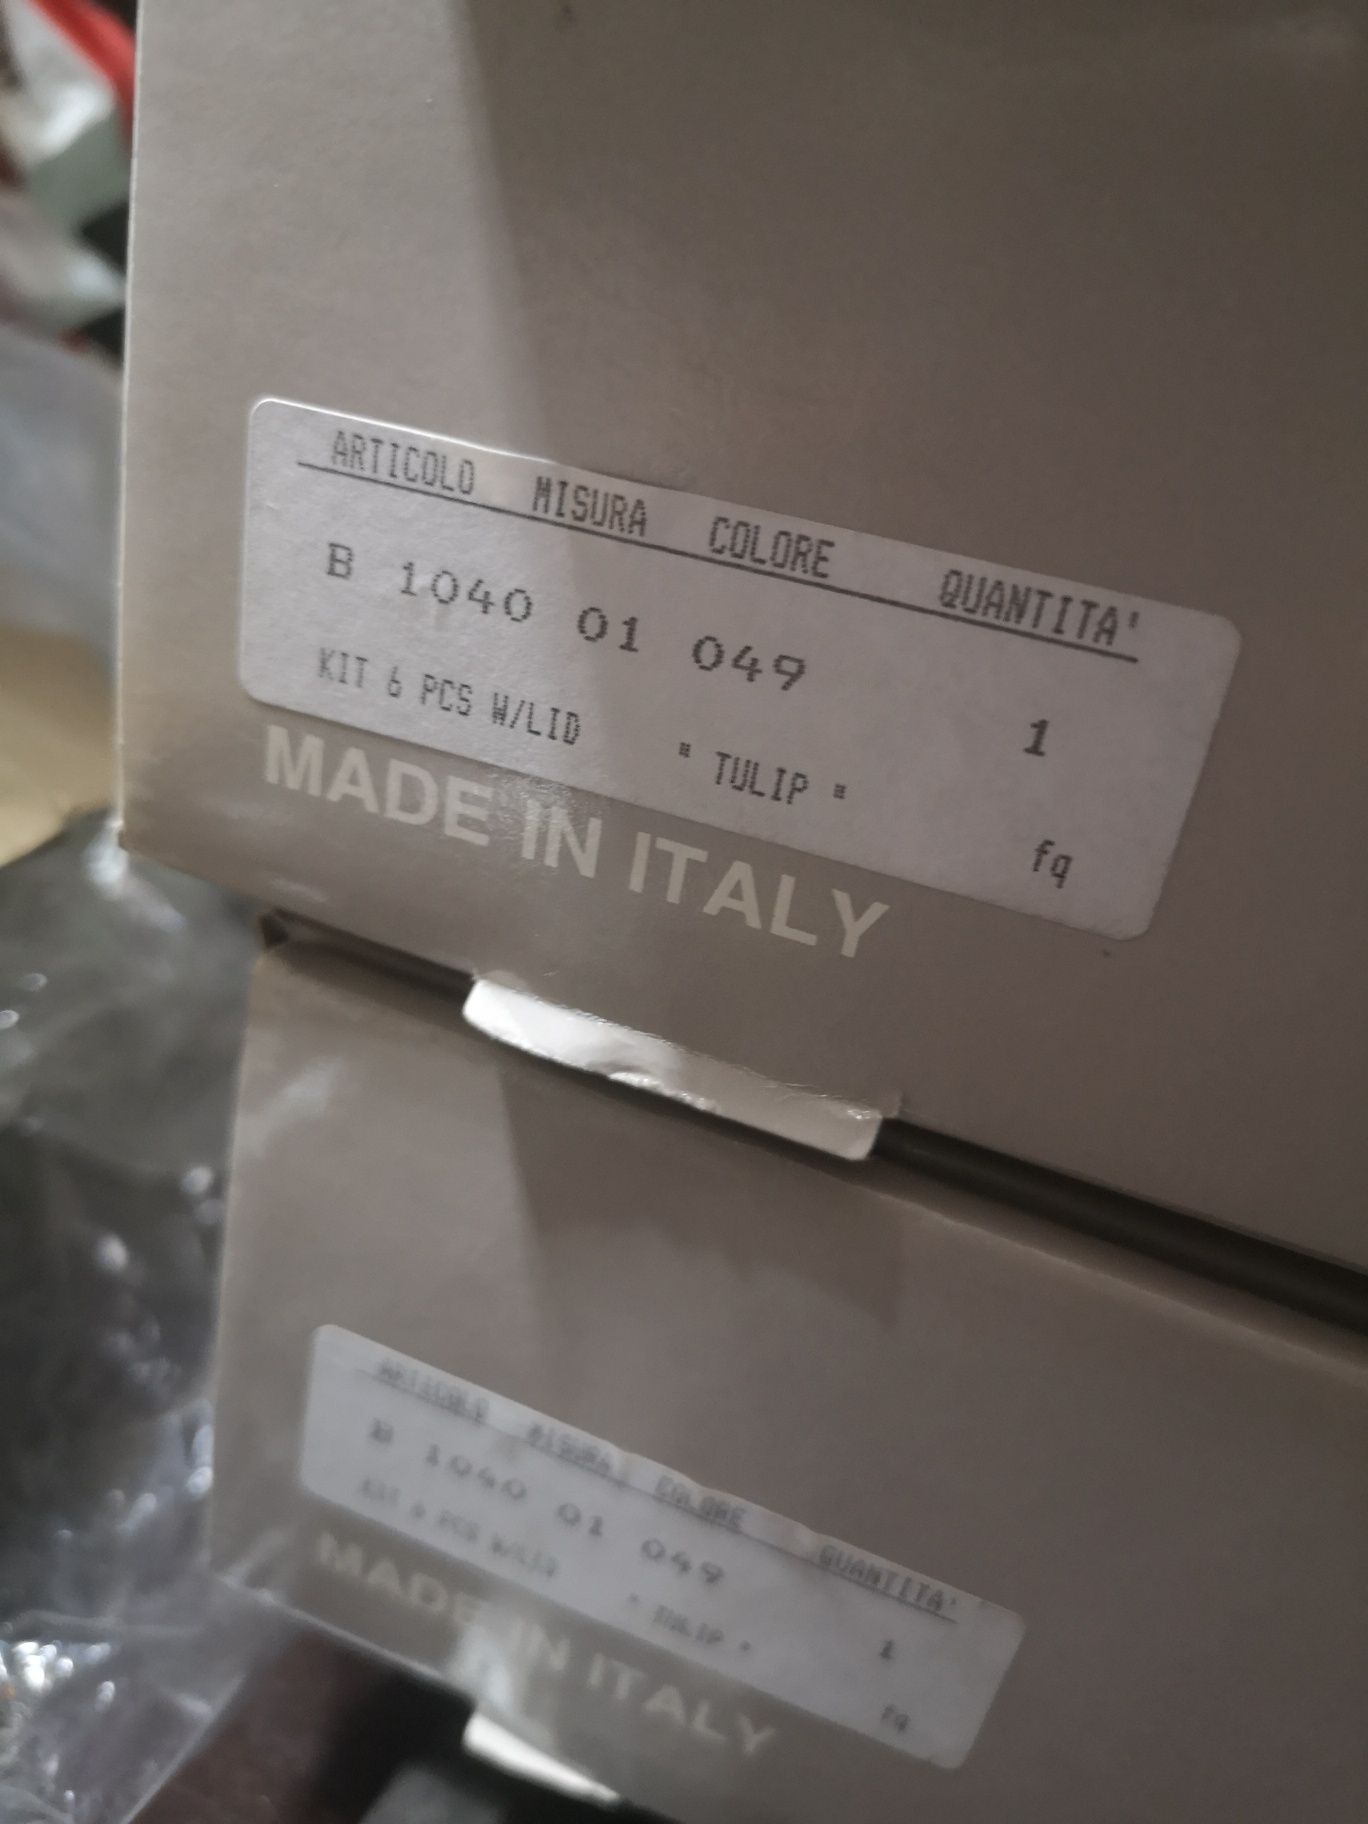 ARTICOLO MISURA COLORE QUANTITA'
B 1040 01 049 1
KIT 6 PCS W/LID " TULIP " fq
MADE IN ITALY
ARTICOLO MISURA COLORE QUANTITA'
B 1040 01 049 1
KIT 6 PCS W/LID " TULIP " fq
MADE IN ITALY